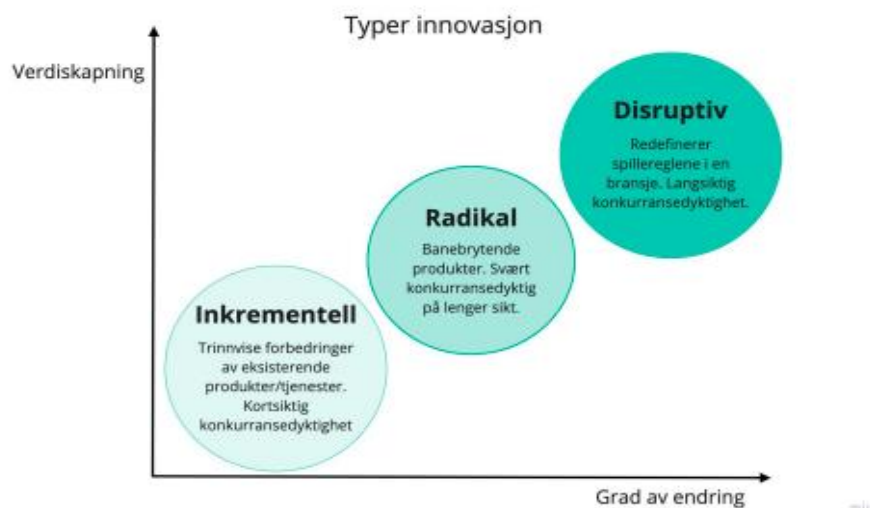 Typer innovasjon
Verdiskapning
Disruptiv
Redefinerer
spillereglene i en
bransje. Langsiktig
konkurransedyktighet.
Radikal
Banebrytende
produkter. Svært
konkurransedyktig
på lenger sikt.
Inkrementell
Trinnvise forbedringer
av eksisterende
produkter/tjenester.
Kortsiktig
konkurransedyktighet
Grad av endring